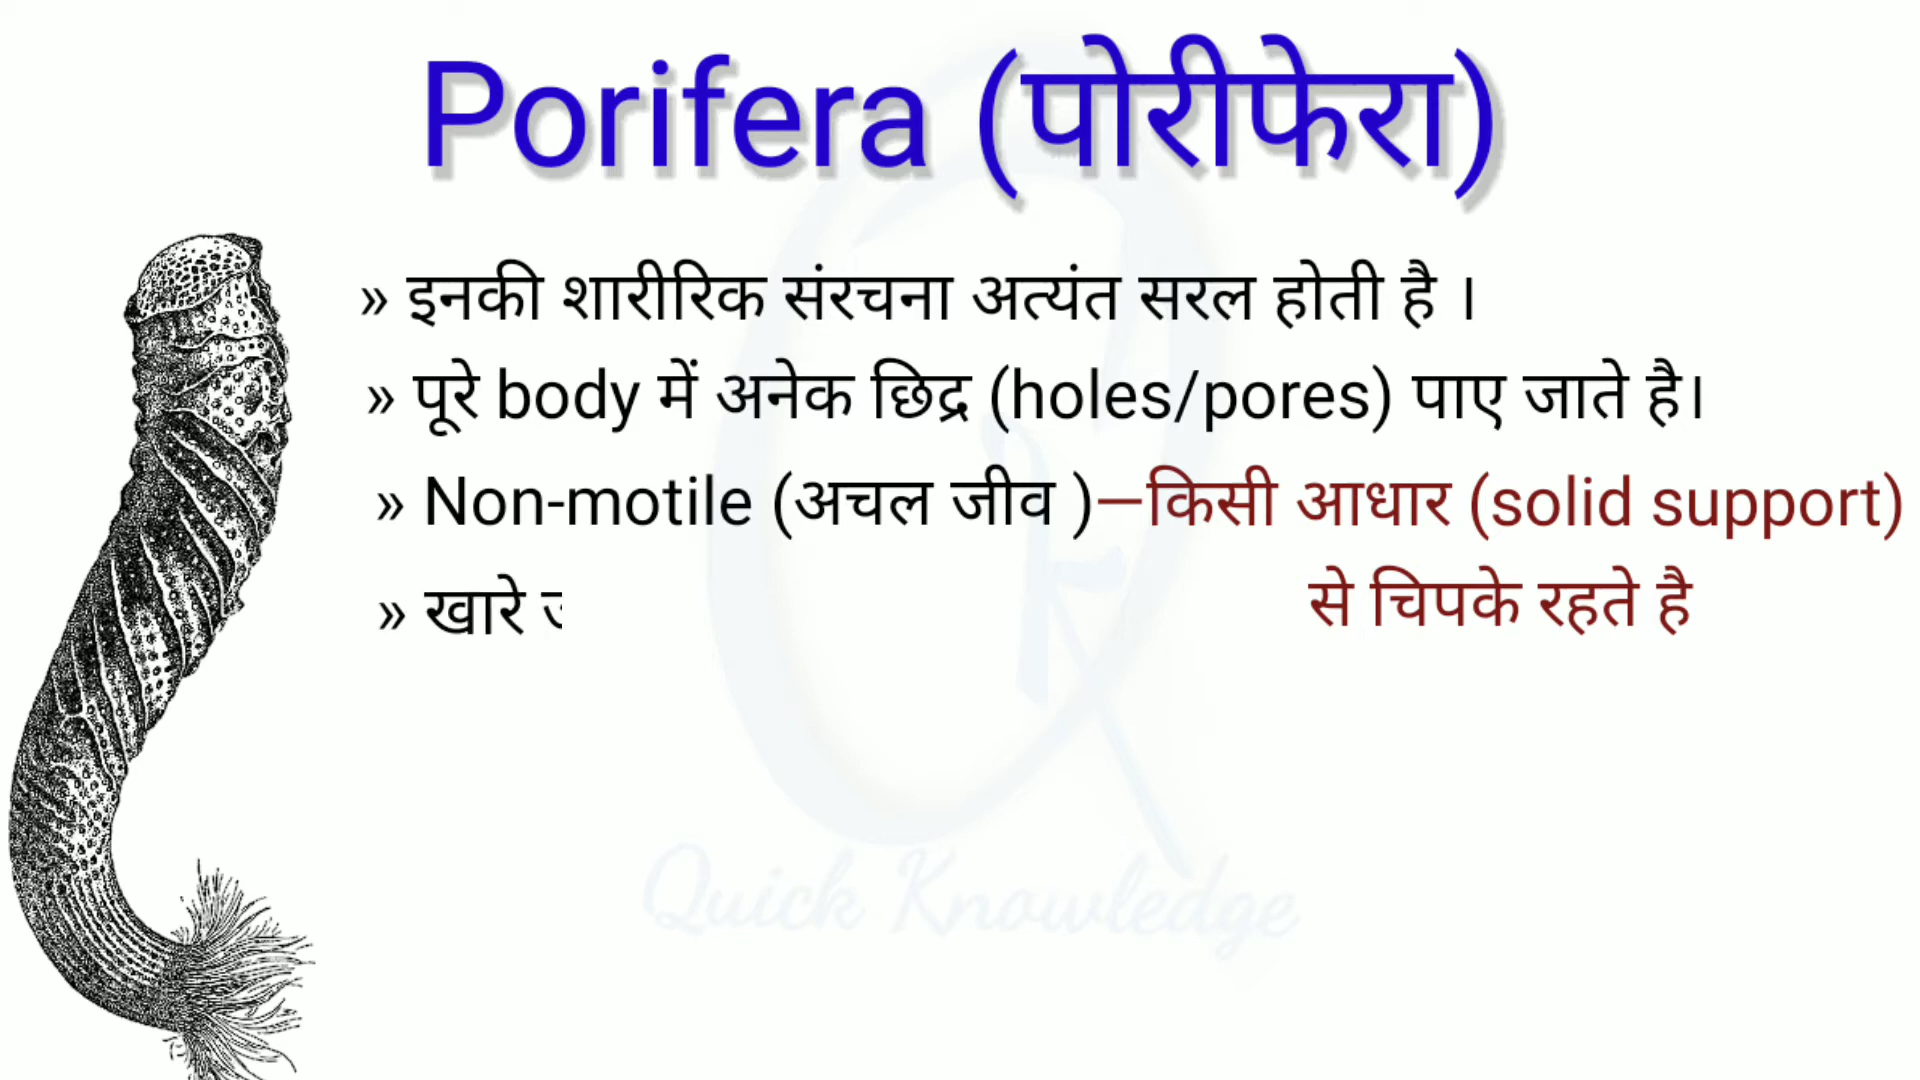 Porifera (पोरीफेरा)
» इनकी शारीरिक संरचना अत्यंत सरल होती है ।
» पूरे body में अनेक छिद्र (holes/pores) पाए जाते है।
» Non-motile (अचल जीव )—किसी आधार (solid support)
से चिपके रहते है
» खारे
Quick Knowledge